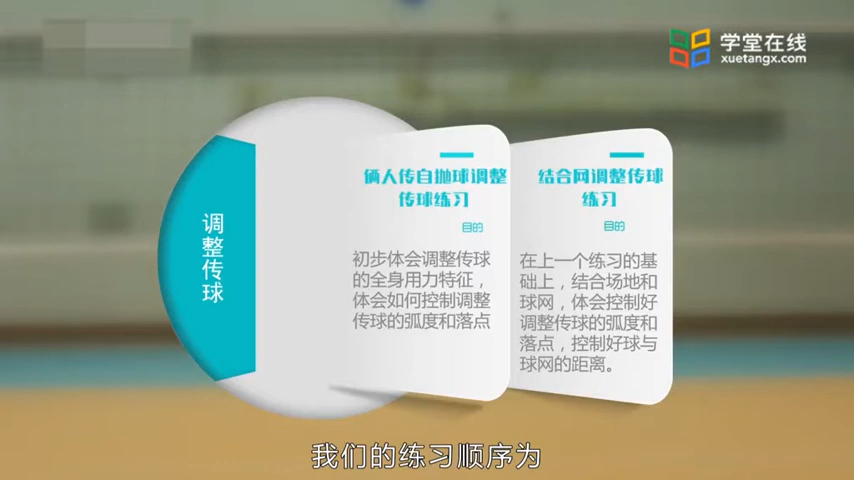 学堂在线
xuetangx.com
调整传球
俩人传自抛球调整
传球练习
目的
初步体会调整传球
的全身用力特征，
体会如何控制调整
传球的弧度和落点
结合网调整传球
练习
目的
在上一个练习的基
础上，结合场地和
球网，体会控制好
调整传球的弧度和
落点，控制好球与
球网的距离。
我们的练习顺序为